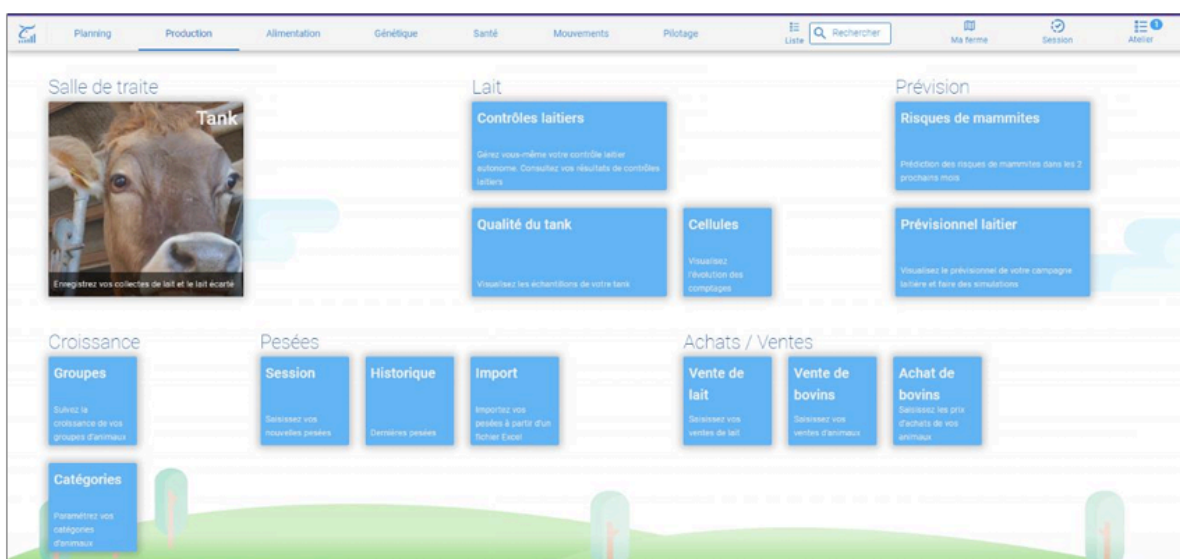 Planning Production Alimentation Génétique Santé Mouvements Pilotage Liste Rechercher Ma ferme Session Atelier 1
Salle de traite
Tank
Enregistrez vos collectes de lait et le lait écarté
Lait
Contrôles laitiers
Gérez vous-même votre contrôle laitier
autonome. Consultez vos résultats de contrôles
laitiers
Qualité du tank
Visualisez les échantillons de votre tank
Cellules
Visualisez
l'évolution des
comptages
Prévision
Risques de mammites
Prédiction des risques de mammites dans les 2
prochains mois
Prévisionnel laitier
Visualisez le prévisionnel de votre campagne
laitière et faire des simulations
Croissance
Groupes
Suivez la
croissance de vos
groupes d'animaux
Catégories
Paramétrez vos
catégories
d'animaux
Pesées
Session
Saisissez vos
nouvelles pesées
Historique
Dernières pesées
Import
Importez vos
pesées à partir d'un
fichier Excel
Achats / Ventes
Vente de
lait
Saisissez vos
ventes de lait
Vente de
bovins
Saisissez vos
ventes d'animaux
Achat de
bovins
Saisissez les prix
d'achats de vos
animaux